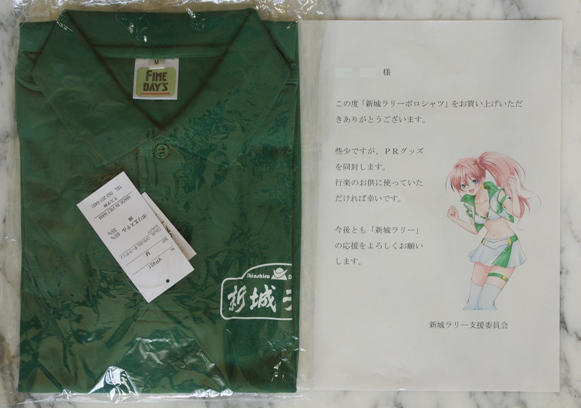 M
FINE
DAY'S
新城ラ
様
この度「新城ラリーポロシャツ」をお買い上げいただ
きありがとうございます。
些少ですが、PRグッズ
を同封します。
行楽のお供に使っていた
だければ幸いです。
今後とも「新城ラリー」
の応援をよろしくお願い
します。
新城ラリー支援委員会